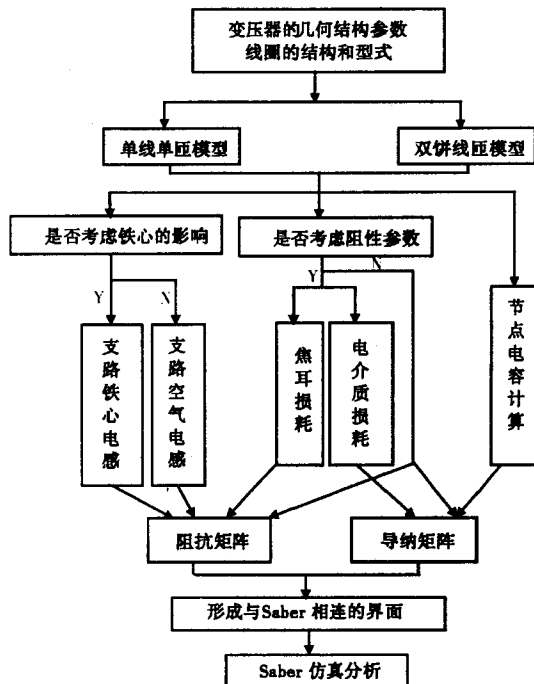 变压器的几何结构参数
线圈的结构和型式
单线单匝模型
双饼线匝模型
是否考虑铁心的影响
是否考虑阻性参数
Y
N
Y
N
支路铁心电感
支路空气电感
焦耳损耗
电介质损耗
节点电容计算
阻抗矩阵
导纳矩阵
形成与Saber 相连的界面
Saber 仿真分析